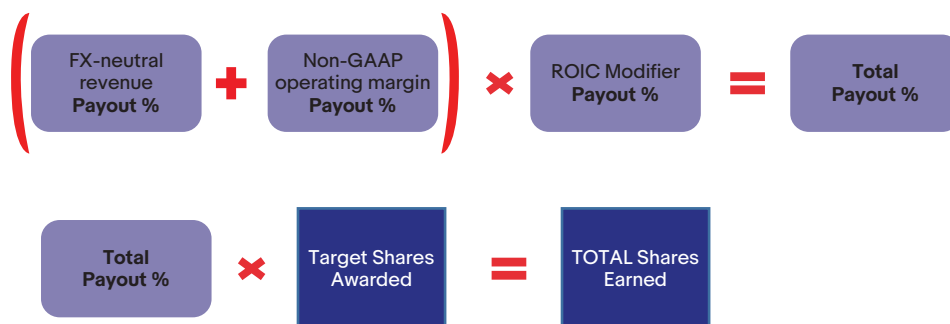 FX-neutral
revenue
Payout %
+
Non-GAAP
operating margin
Payout %
×
ROIC Modifier
Payout %
=
Total
Payout %
Total
Payout %
×
Target Shares
Awarded
=
TOTAL Shares
Earned